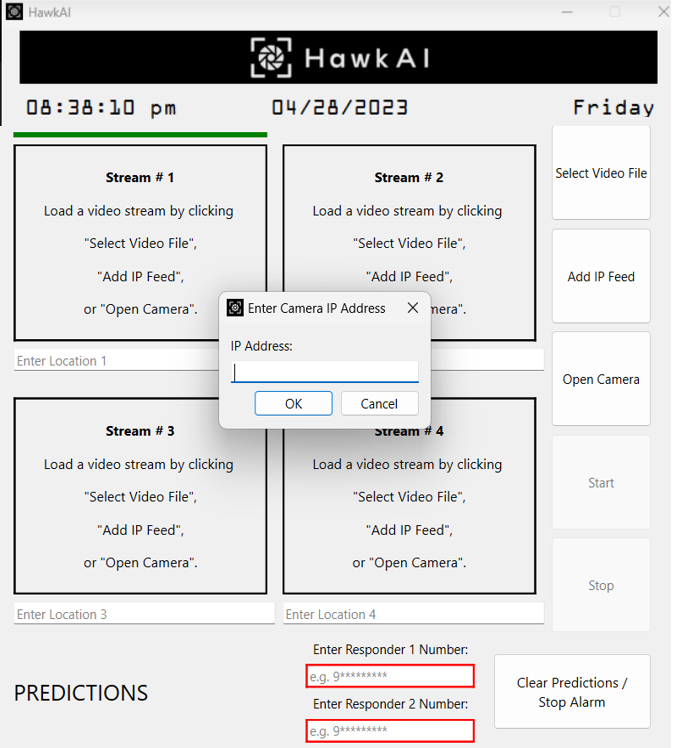 HawkAI
HawkAI
08:38:10 pm 04/28/2023 Friday
Stream # 1
Load a video stream by clicking
"Select Video File",
"Add IP Feed",
or "Open Camera".
Enter Location 1
Stream # 2
Load a video stream by clicking
"Select Video File",
"Add IP Feed",
mera".
Select Video File
Add IP Feed
Open Camera
Start
Stop
Enter Camera IP Address
IP Address:
OK
Cancel
Stream # 3
Load a video stream by clicking
"Select Video File",
"Add IP Feed",
or "Open Camera".
Enter Location 3
Stream # 4
Load a video stream by clicking
"Select Video File",
"Add IP Feed",
or "Open Camera".
Enter Location 4
PREDICTIONS
Enter Responder 1 Number:
e.g. 9*********
Enter Responder 2 Number:
e.g. 9*********
Clear Predictions /
Stop Alarm